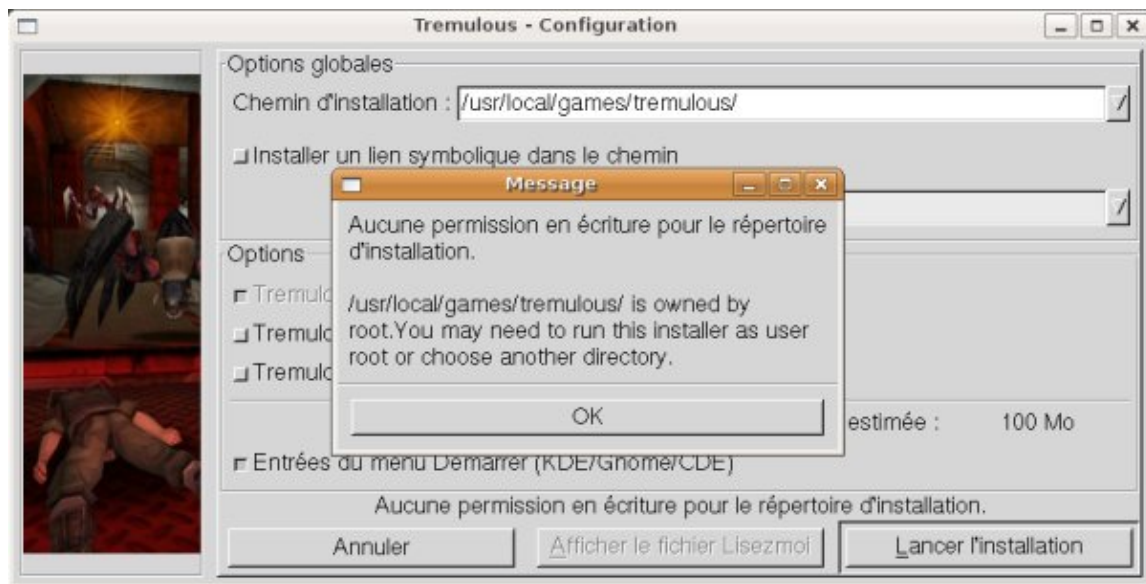 Tremulous - Configuration
Options globales
Chemin d'installation : /usr/local/games/tremulous/
Installer un lien symbolique dans le chemin
Message
Aucune permission en écriture pour le répertoire
d'installation.
/usr/local/games/tremulous/ is owned by
root.You may need to run this installer as user
root or choose another directory.
OK
Options
Tremulo
Tremulo
Tremulo
estimée : 100 Mo
Entrées du menu Démarrer (KDE/Gnome/CDE)
Aucune permission en écriture pour le répertoire d'installation.
Annuler
Afficher le fichier Lisezmoi
Lancer l'installation